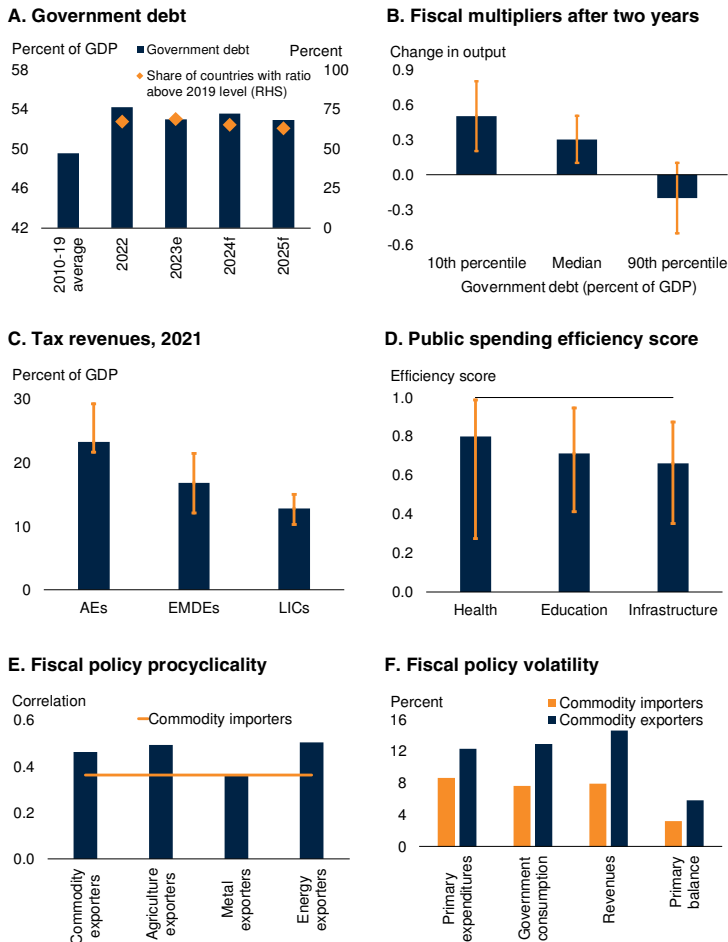 A. Government debt
Percent of GDP
Government debt
Percent
Share of countries with ratio
above 2019 level (RHS)
58
54
50
46
42
100
75
50
25
0
2010-19
average
2022
2023e
2024f
2025f
B. Fiscal multipliers after two years
Change in output
0.9
0.6
0.3
0.0
-0.3
-0.6
10th percentile
Median
90th percentile
Government debt (percent of GDP)
C. Tax revenues, 2021
Percent of GDP
30
20
10
0
AEs
EMDEs
LICs
D. Public spending efficiency score
Efficiency score
1.0
0.8
0.6
0.4
0.2
0.0
Health
Education
Infrastructure
E. Fiscal policy procyclicality
Correlation
Commodity importers
0.6
0.4
0.2
0.0
Commodity
exporters
Agriculture
exporters
Metal
exporters
Energy
exporters
F. Fiscal policy volatility
Percent
Commodity importers
Commodity exporters
16
12
8
4
0
Primary
expenditures
Government
consumption
Revenues
Primary
balance